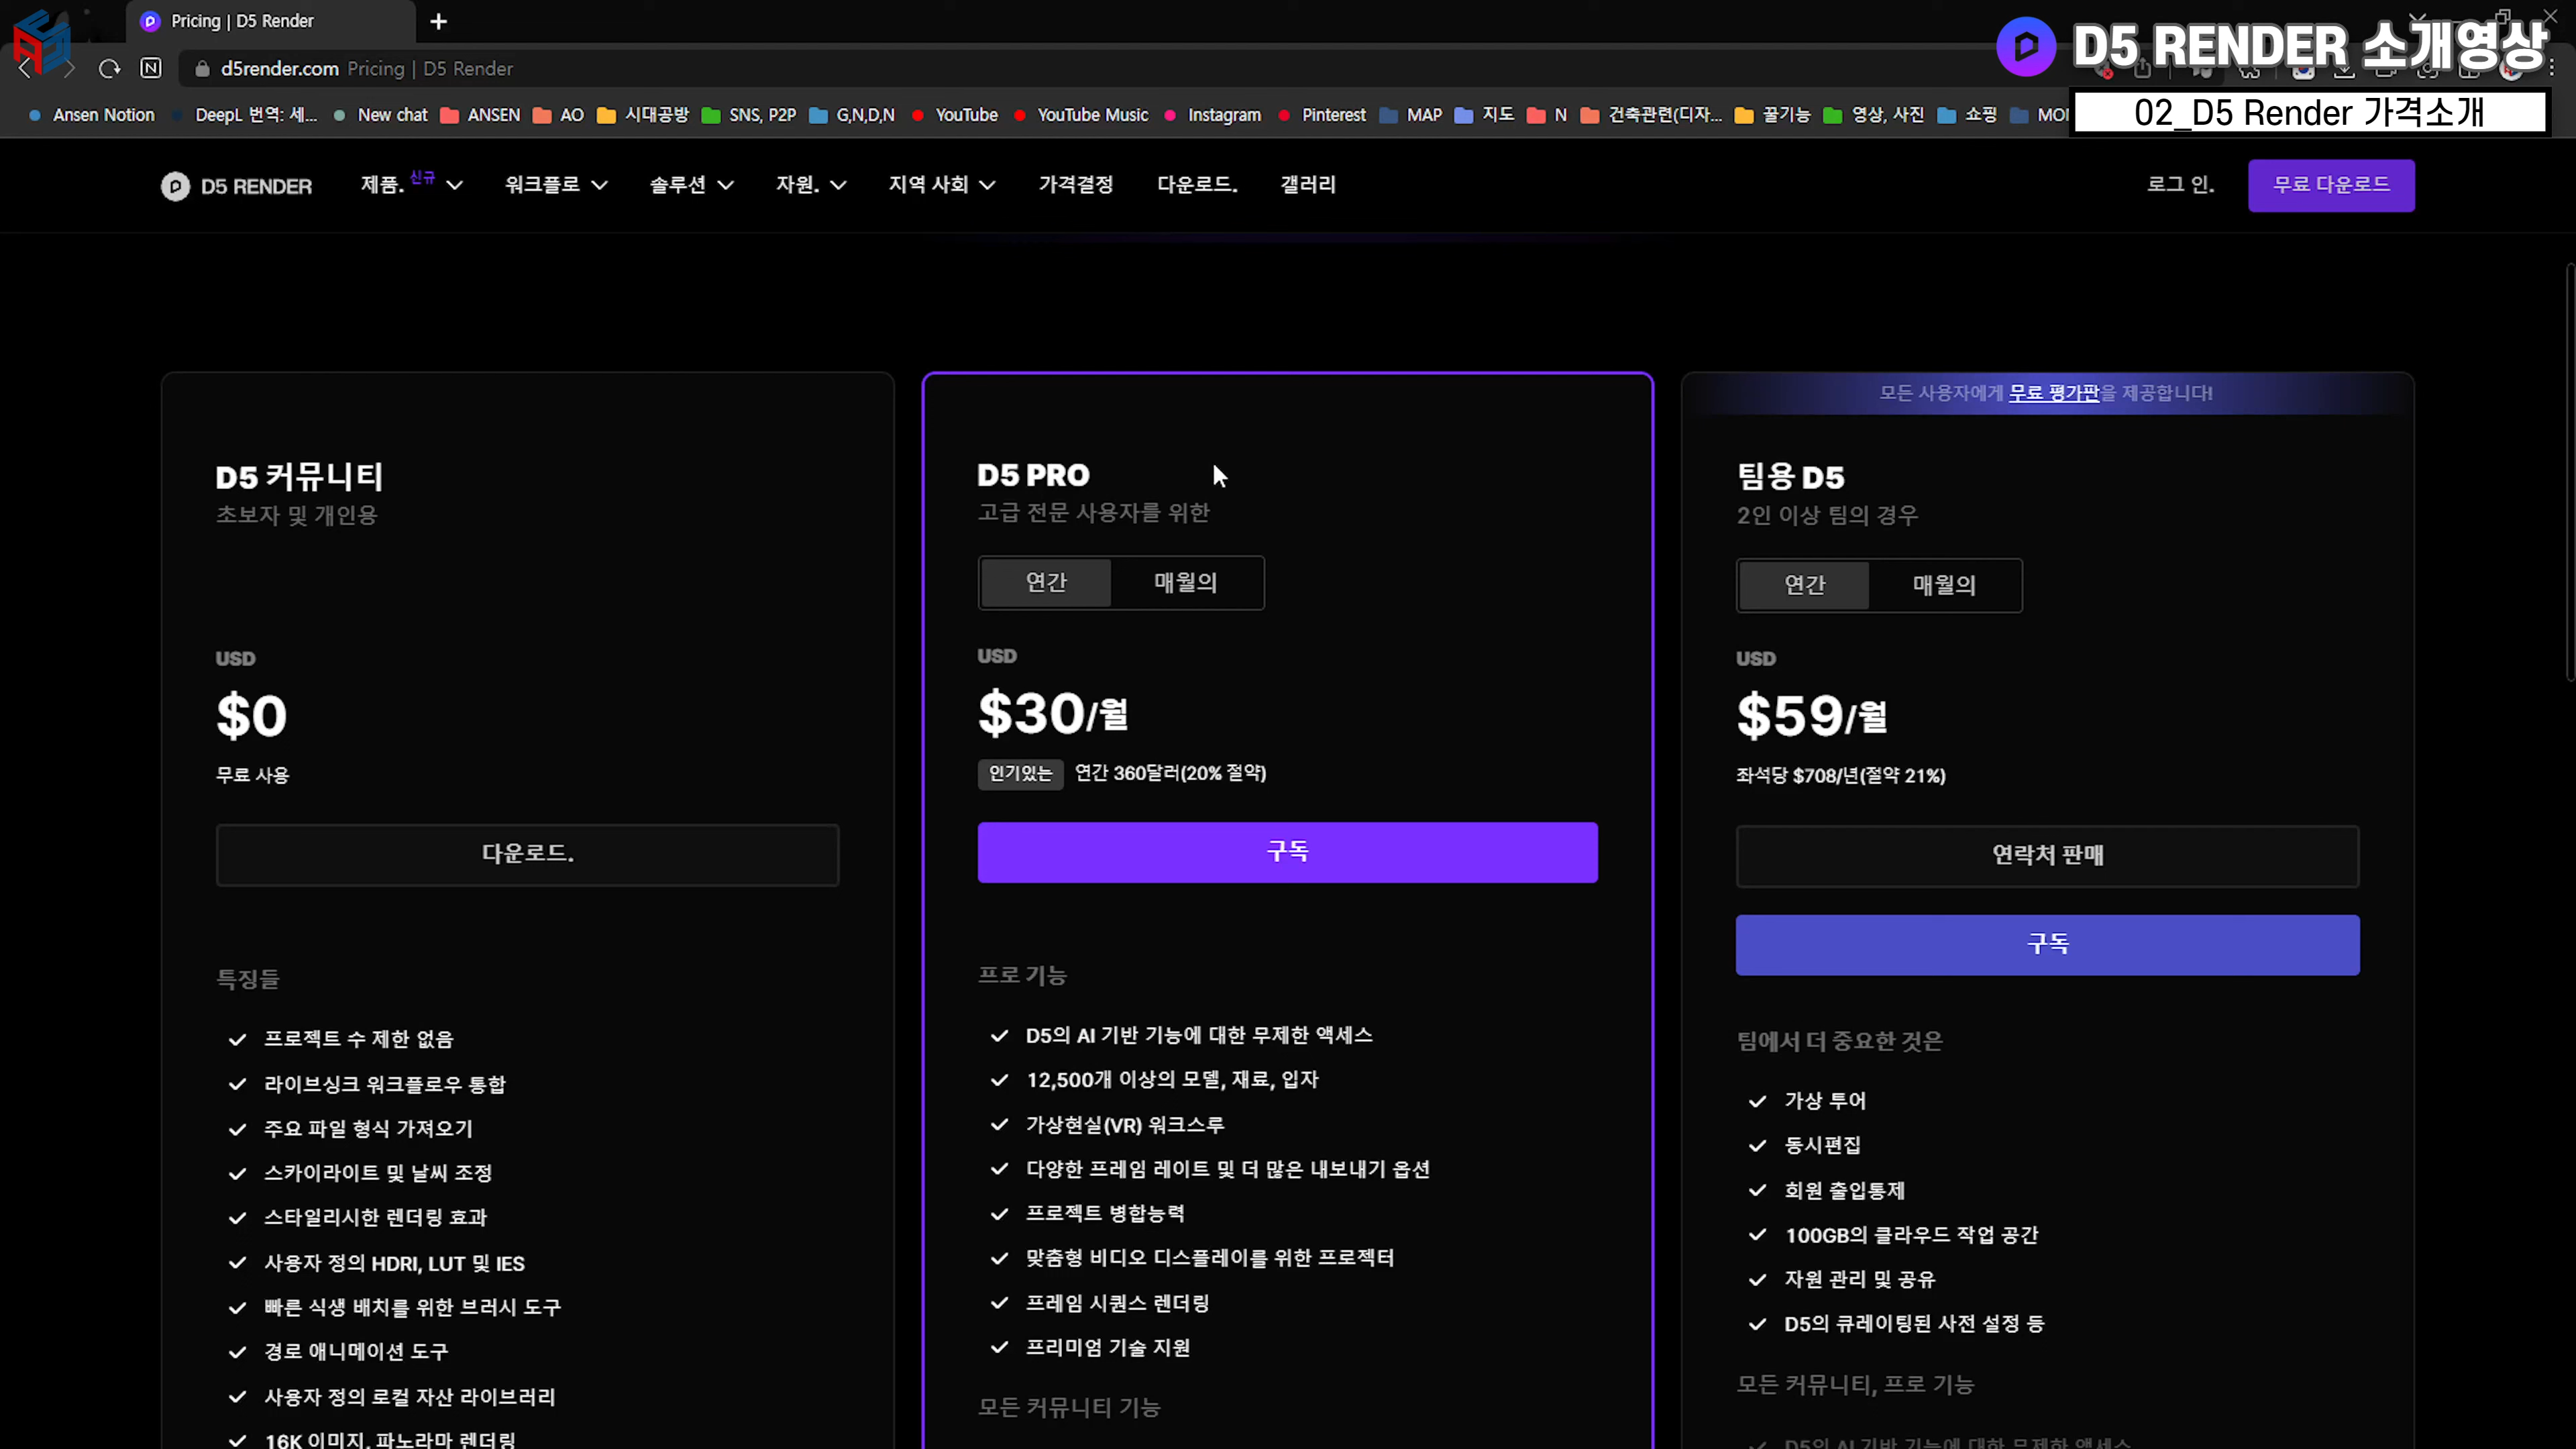 Pricing | D5 Render
D5 RENDER 소개영상
d5render.com Pricing | D5 Render
Ansen Notion DeepL 번역: 세... New chat ANSEN AO 시대공방 SNS, P2P G,N,D,N YouTube YouTube Music Instagram Pinterest MAP 지도 N 건축관련(디자... 꿀기능 영상, 사진 쇼핑
02_D5 Render 가격소개
D5 RENDER 제품. 신규 워크플로 솔루션 자원. 지역 사회 가격결정 다운로드. 갤러리 로그 인. 무료 다운로드
D5 커뮤니티
초보자 및 개인용
USD
$0
무료 사용
다운로드.
특징들
프로젝트 수 제한 없음
라이브싱크 워크플로우 통합
주요 파일 형식 가져오기
스카이라이트 및 날씨 조정
스타일리시한 렌더링 효과
사용자 정의 HDRI, LUT 및 IES
빠른 식생 배치를 위한 브러시 도구
경로 애니메이션 도구
사용자 정의 로컬 자산 라이브러리
16K 이미지, 파노라마 렌더링
D5 PRO
고급 전문 사용자를 위한
연간 매월의
USD
$30/월
인기있는 연간 360달러(20% 절약)
구독
프로 기능
D5의 AI 기반 기능에 대한 무제한 액세스
12,500개 이상의 모델, 재료, 입자
가상현실(VR) 워크스루
다양한 프레임 레이트 및 더 많은 내보내기 옵션
프로젝트 병합능력
맞춤형 비디오 디스플레이를 위한 프로젝터
프레임 시퀀스 렌더링
프리미엄 기술 지원
모든 커뮤니티 기능
모든 사용자에게 무료 평가판을 제공합니다!
팀용 D5
2인 이상 팀의 경우
연간 매월의
USD
$59/월
좌석당 $708/년(절약 21%)
연락처 판매
구독
팀에서 더 중요한 것은
가상 투어
동시편집
회원 출입통제
100GB의 클라우드 작업 공간
자원 관리 및 공유
D5의 큐레이팅된 사전 설정 등
모든 커뮤니티, 프로 기능
D5의 AI 기반 기능에 대한 무제한 액세스